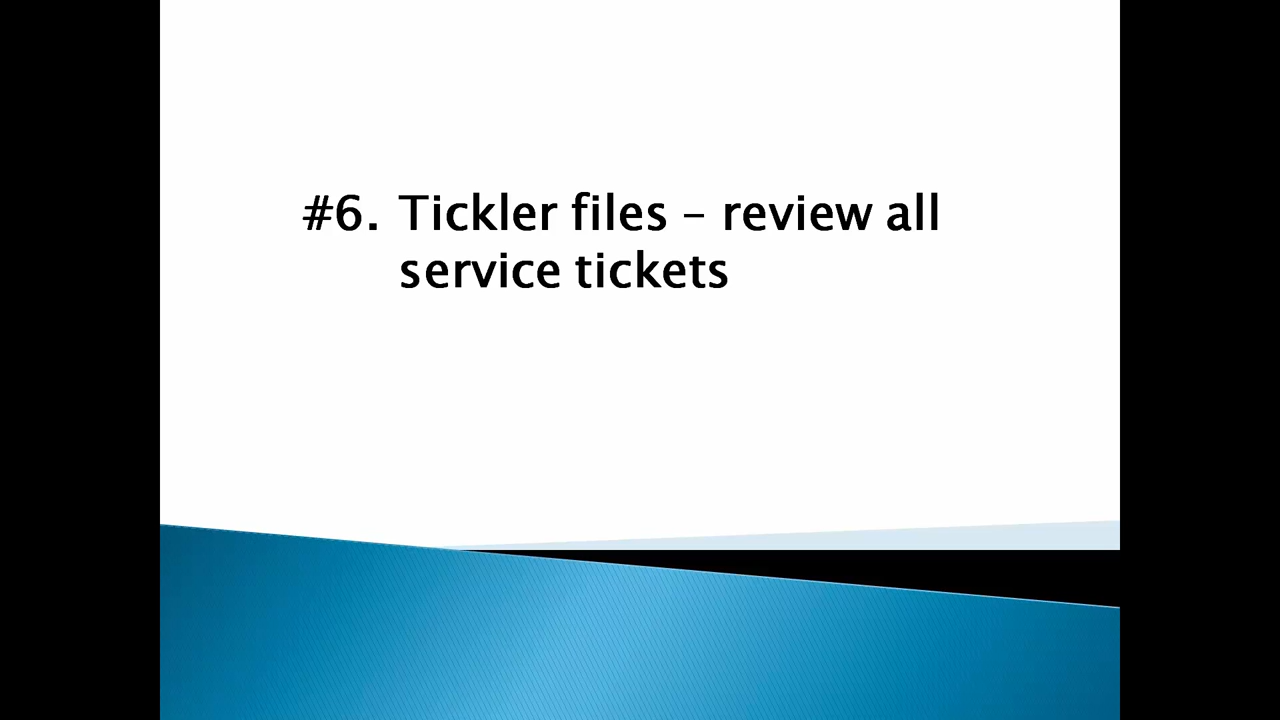 #6. Tickler files – review all
service tickets